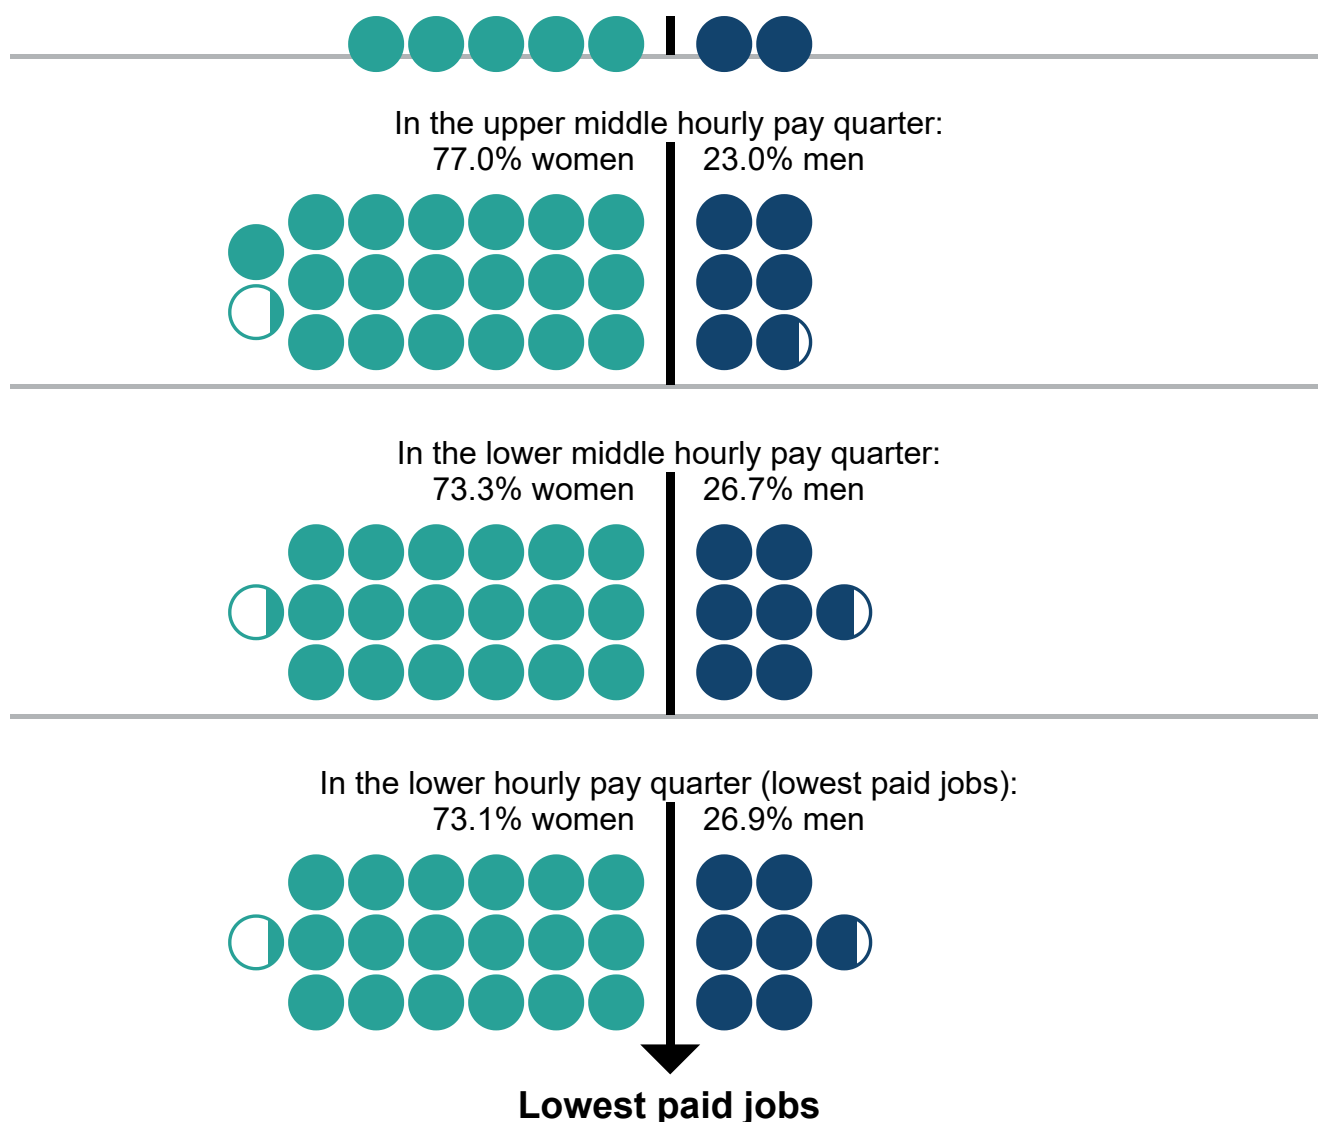 In the upper middle hourly pay quarter:
77.0% women 23.0% men
In the lower middle hourly pay quarter:
73.3% women 26.7% men
In the lower hourly pay quarter (lowest paid jobs):
73.1% women 26.9% men
Lowest paid jobs